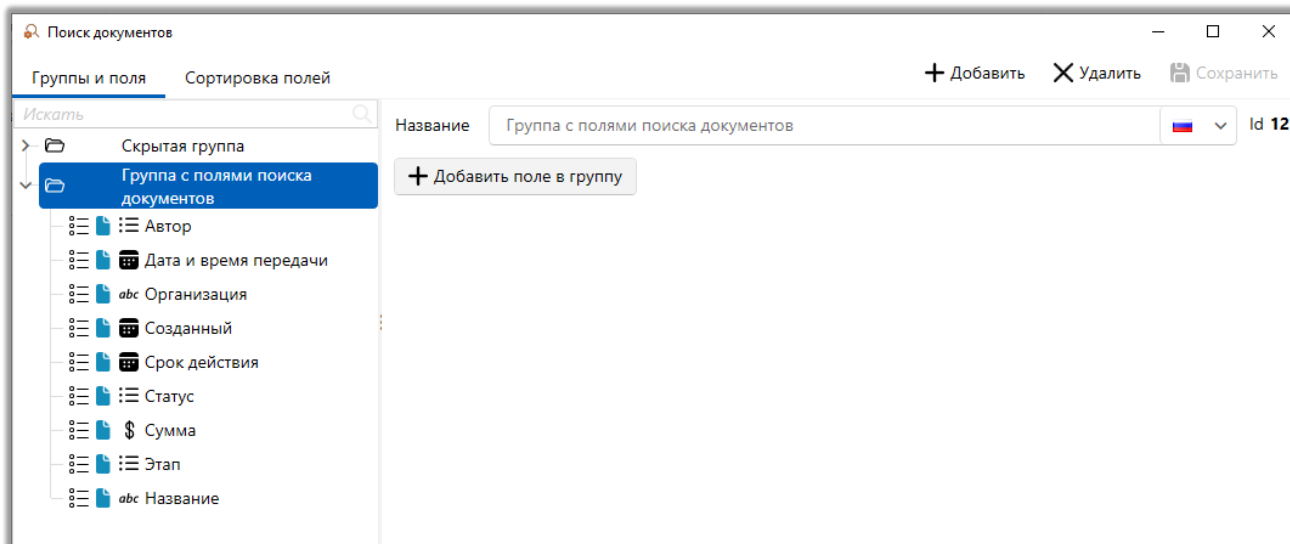 Поиск документов
Группы и поля Сортировка полей Добавить Удалить Сохранить
Искать
Название Группа с полями поиска документов Id 12
Скрытая группа
Группа с полями поиска
документов
Добавить поле в группу
Автор
Дата и время передачи
abc Организация
Созданный
Срок действия
Статус
$ Сумма
Этап
abc Название